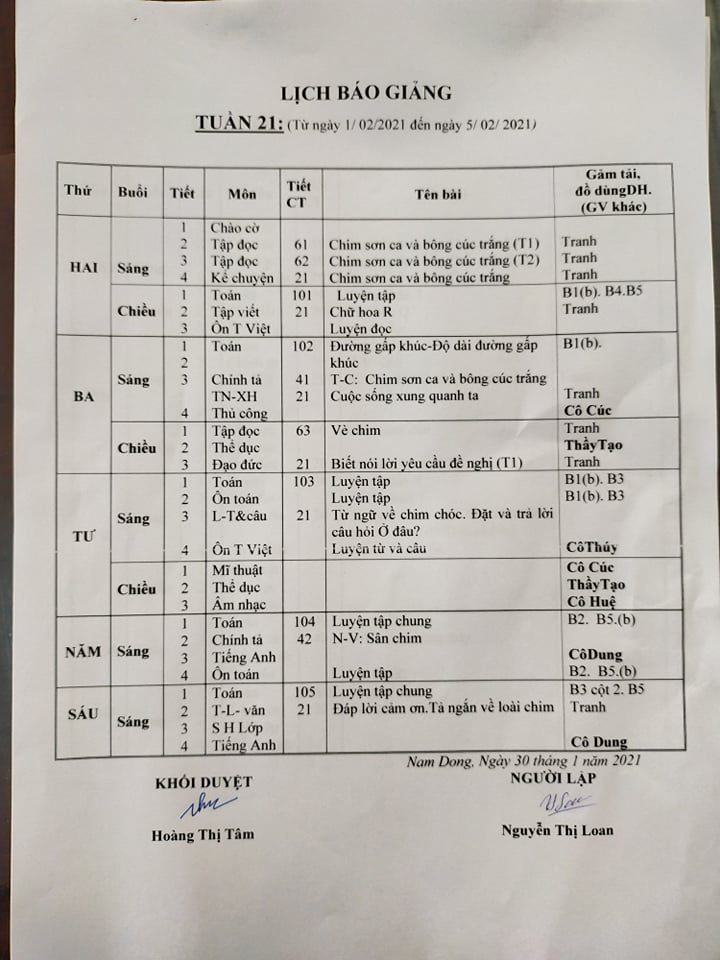 LỊCH BÁO GIẢNG
TUẦN 21: (Từ ngày 1/ 02/2021 đến ngày 5/ 02/ 2021)
Thứ Buổi Tiết Môn Tiết CT Tên bài Giảm tải, đồ dùngDH. (GV khác)
HAI Sáng 1 Chào cờ
2 Tập đọc 61 Chim sơn ca và bông cúc trắng (T1) Tranh
3 Tập đọc 62 Chim sơn ca và bông cúc trắng (T2) Tranh
4 Kể chuyện 21 Chim sơn ca và bông cúc trắng Tranh
Chiều 1 Toán 101 Luyện tập B1(b). B4.B5
2 Tập viết 21 Chữ hoa R Tranh
3 Ôn T Việt Luyện đọc
BA Sáng 1 Toán 102 Đường gấp khúc-Độ dài đường gấp B1(b).
2 khúc
3 Chính tả 41 T-C: Chim sơn ca và bông cúc trắng
TN-XH 21 Cuộc sống xung quanh ta Tranh
4 Thủ công Cô Cúc
Chiều 1 Tập đọc 63 Vè chim Tranh
2 Thể dục ThầyTạo
3 Đạo đức 21 Biết nói lời yêu cầu đề nghị (T1) Tranh
TƯ Sáng 1 Toán 103 Luyện tập B1(b). B3
2 Ôn toán Luyện tập B1(b). B3
3 L-T&câu 21 Từ ngữ về chim chóc. Đặt và trả lời
câu hỏi Ở đâu?
4 Ôn T Việt Luyện từ và câu CôThúy
Chiều 1 Mĩ thuật Cô Cúc
2 Thể dục ThầyTạo
3 Âm nhạc Cô Huệ
NĂM Sáng 1 Toán 104 Luyện tập chung B2. B5.(b)
2 Chính tả 42 N-V: Sân chim
3 Tiếng Anh CôDung
4 Ôn toán Luyện tập B2. B5.(b)
SÁU Sáng 1 Toán 105 Luyện tập chung B3 cột 2. B5
2 T-L- văn 21 Đáp lời cảm ơn.Tả ngắn về loài chim Tranh
3 S H Lớp
4 Tiếng Anh Cô Dung
Nam Dong, Ngày 30 tháng 1 năm 2021
KHỐI DUYỆT NGƯỜI LẬP
Hoàng Thị Tâm Nguyễn Thị Loan